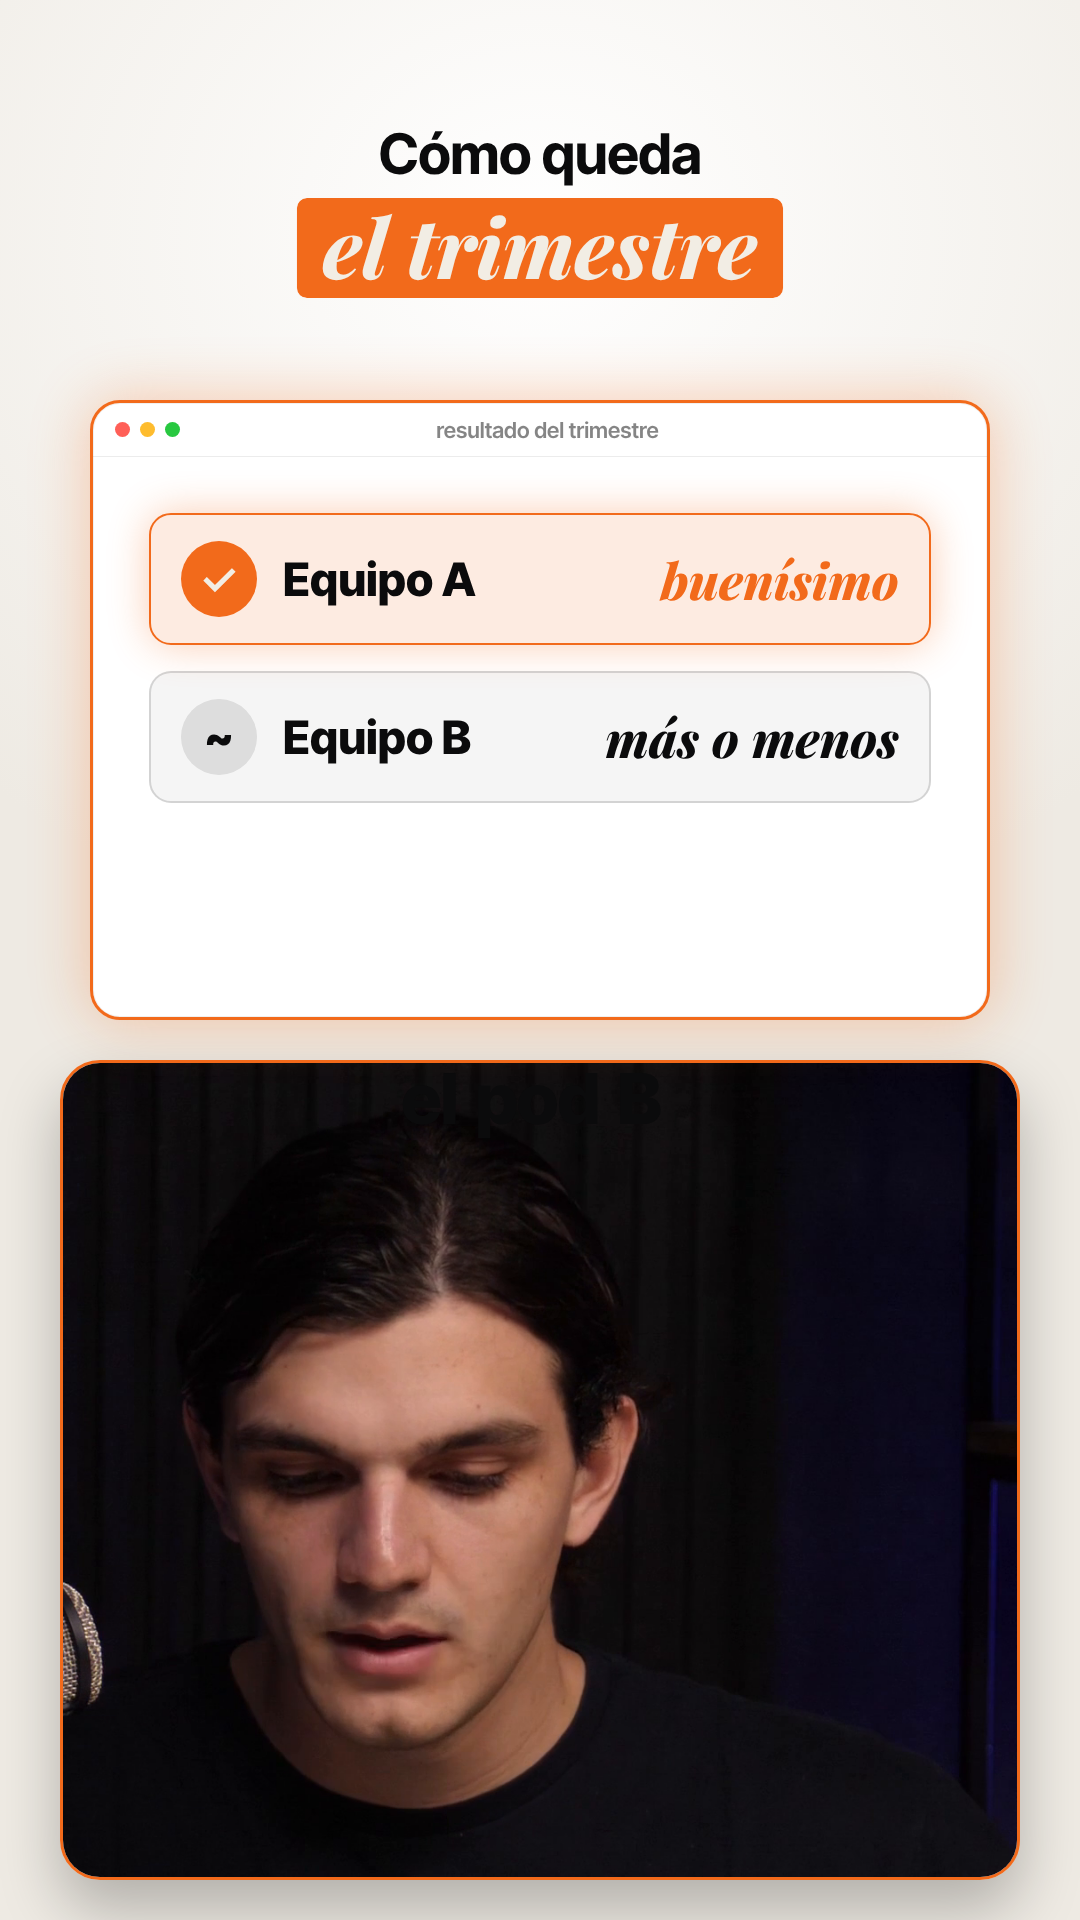 Cómo queda
el trimestre
resultado del trimestre
Equipo A
buenísimo
~
Equipo B
más o menos